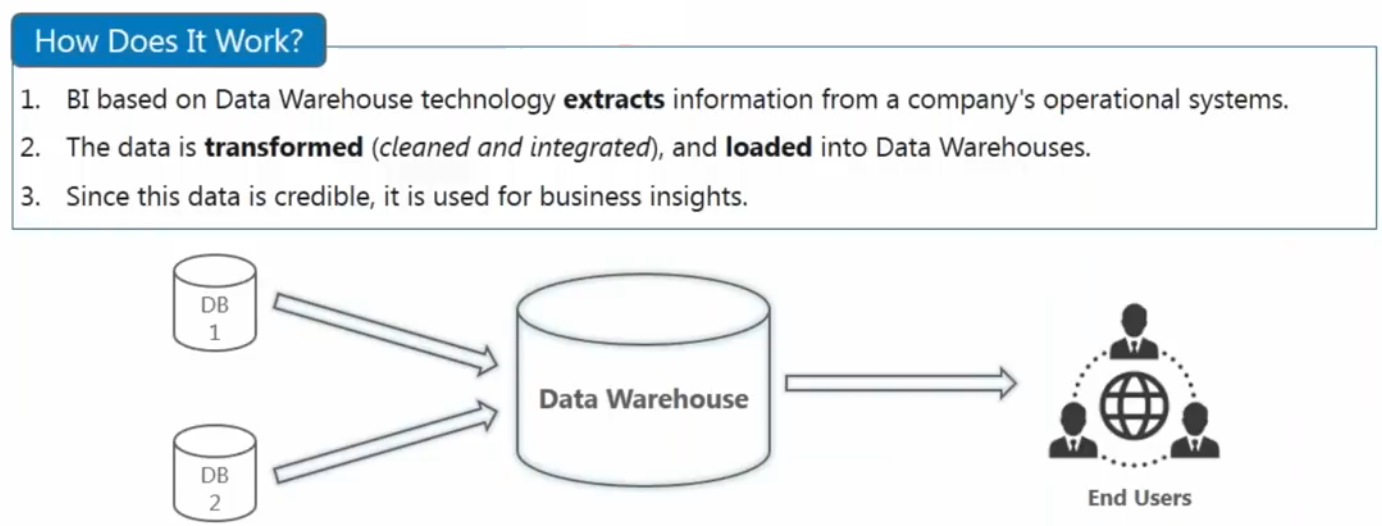 How Does It Work?
1. BI based on Data Warehouse technology extracts information from a company's operational systems.
2. The data is transformed (cleaned and integrated), and loaded into Data Warehouses.
3. Since this data is credible, it is used for business insights.
DB
1
Data Warehouse
DB
2
End Users